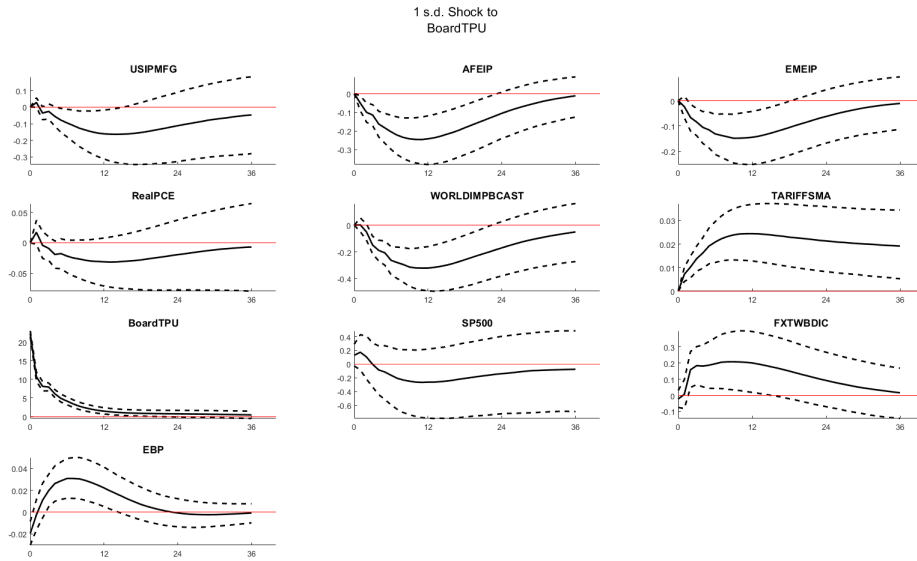 1 s.d. Shock to
BoardTPU
USIPMFG
0.1
0
-0.1
-0.2
-0.3
0 12 24 36
AFEIP
0
-0.1
-0.2
-0.3
0 12 24 36
EMEIP
0
-0.1
-0.2
0 12 24 36
RealPCE
0.05
0
-0.05
0 12 24 36
WORLDIMPBCAST
0
-0.2
-0.4
0 12 24 36
TARIFFSMA
0.03
0.02
0.01
0
0 12 24 36
BoardTPU
20
15
10
5
0
0 12 24 36
SP500
0.4
0.2
0
-0.2
-0.4
-0.6
0 12 24 36
FXTWBDIC
0.3
0.2
0.1
0
-0.1
0 12 24 36
EBP
0.04
0.02
0
-0.02
0 12 24 36